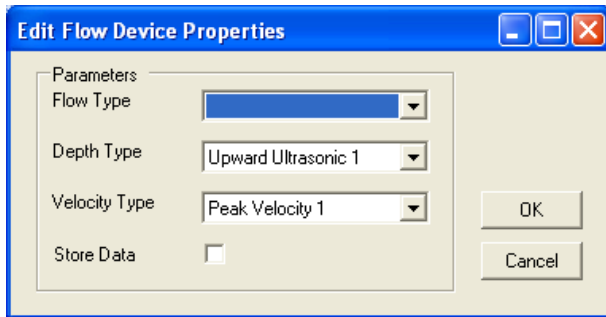 Edit Flow Device Properties
Parameters
Flow Type
Depth Type Upward Ultrasonic 1
Velocity Type Peak Velocity 1
OK
Store Data
Cancel